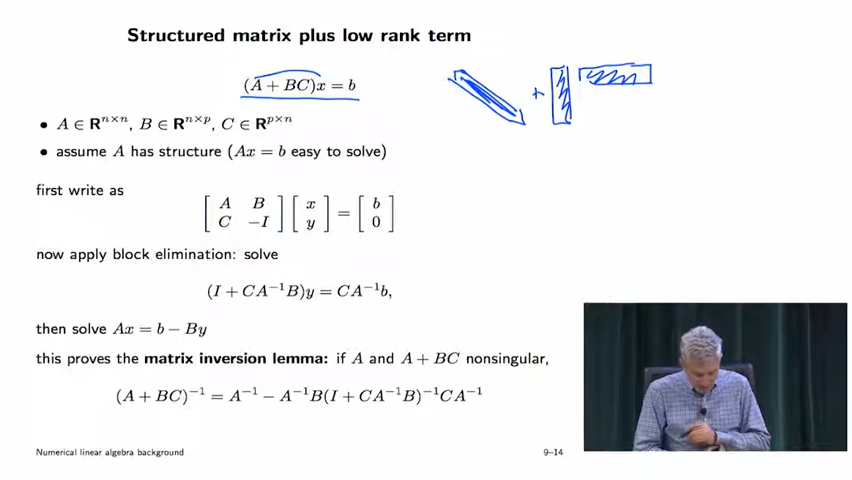 Structured matrix plus low rank term
(A + BC)x = b
• A ∈ R^{n×n}, B ∈ R^{n×p}, C ∈ R^{p×n}
• assume A has structure (Ax = b easy to solve)
first write as
[ A B ; C −I ] [ x ; y ] = [ b ; 0 ]
now apply block elimination: solve
(I + CA^{−1}B)y = CA^{−1}b,
then solve Ax = b − By
this proves the matrix inversion lemma: if A and A + BC nonsingular,
(A + BC)^{−1} = A^{−1} − A^{−1}B(I + CA^{−1}B)^{−1}CA^{−1}
Numerical linear algebra background 9–14